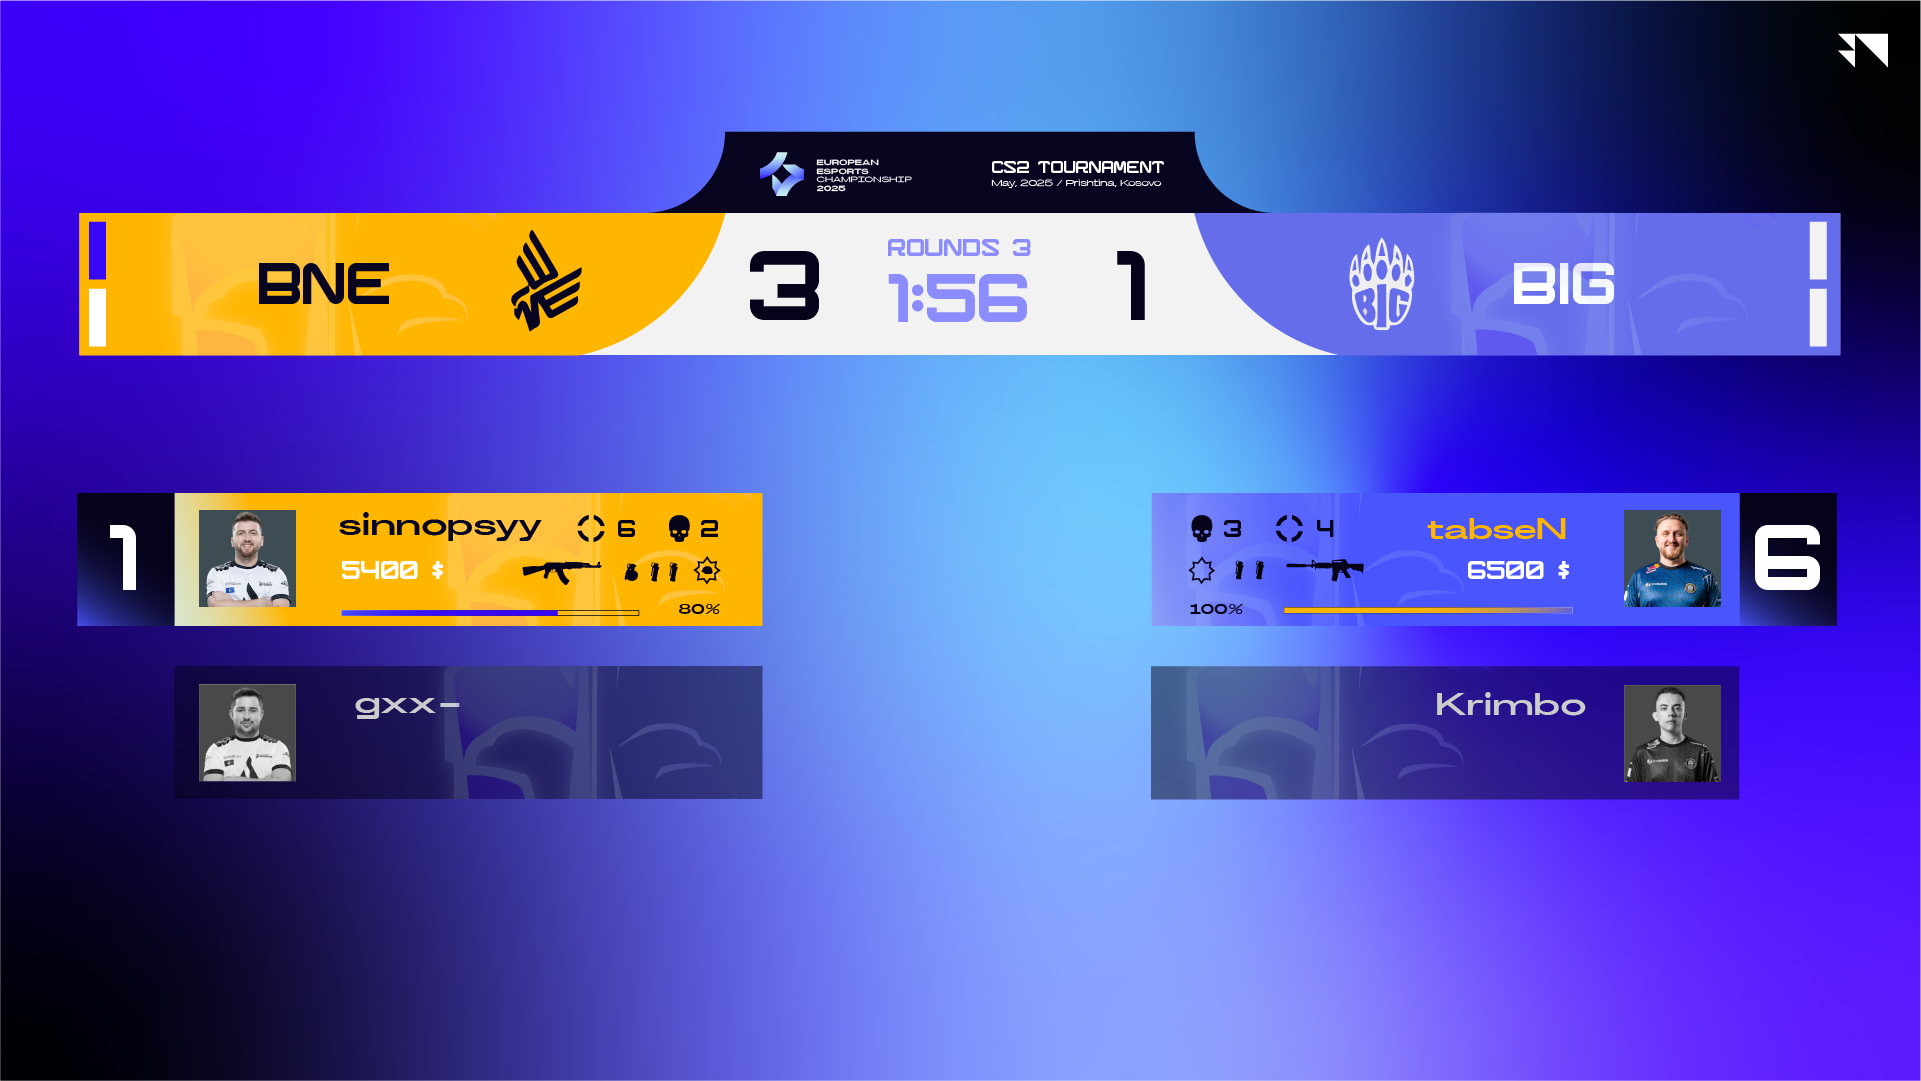 EUROPEAN
ESPORTS
CHAMPIONSHIP
2025
CS2 TOURNAMENT
May, 2025 / Prishtina, Kosovo
BNE
3
ROUNDS 3
1:56
1
BIG
BIG
1
sinnopsyy
6
2
5400 $
80%
3
4
tabseN
6500 $
100%
6
gxx-
Krimbo